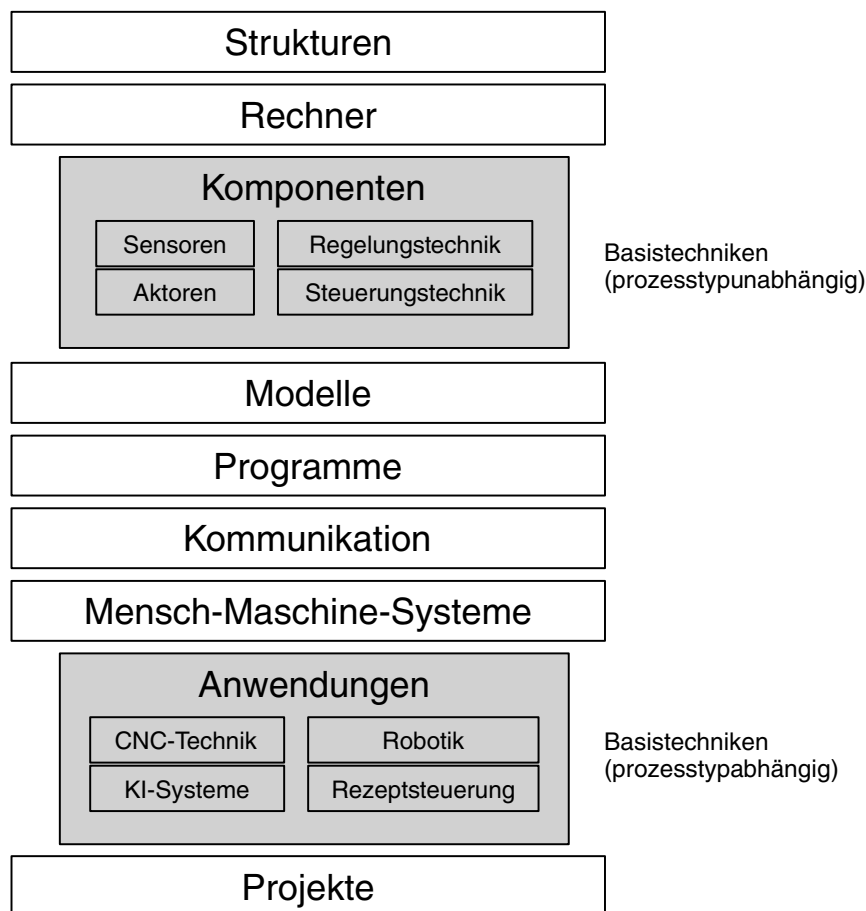 Strukturen
Rechner
Komponenten
Sensoren
Regelungstechnik
Aktoren
Steuerungstechnik
Basistechniken
(prozesstypunabhängig)
Modelle
Programme
Kommunikation
Mensch-Maschine-Systeme
Anwendungen
CNC-Technik
Robotik
KI-Systeme
Rezeptsteuerung
Basistechniken
(prozesstypabhängig)
Projekte